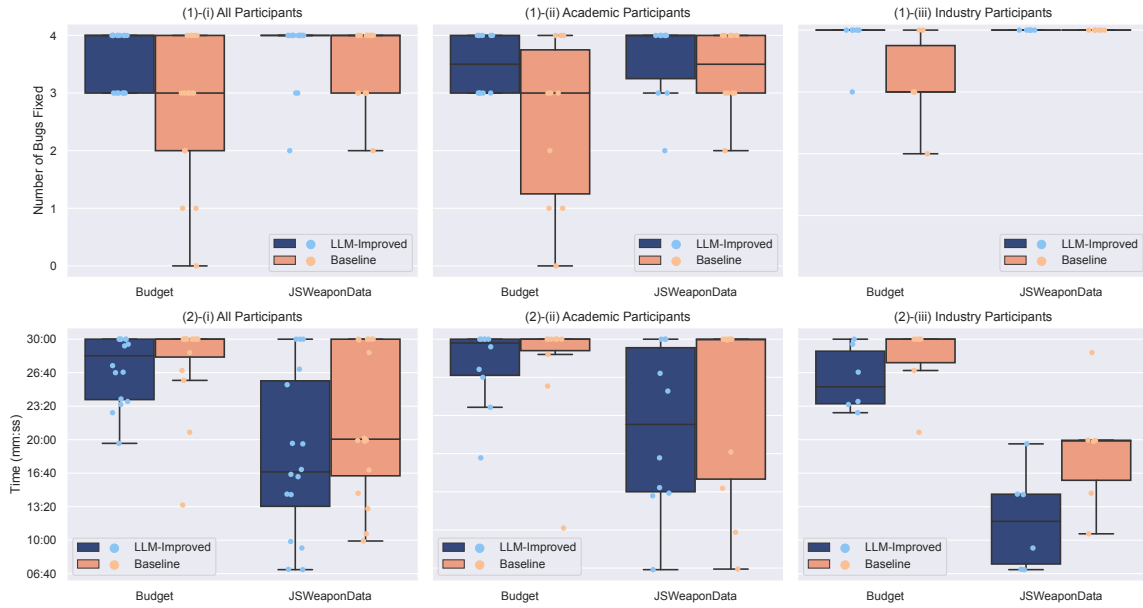 (1)-(i) All Participants
(1)-(ii) Academic Participants
(1)-(iii) Industry Participants
Number of Bugs Fixed
4
3
2
1
0
LLM-Improved
Baseline
LLM-Improved
Baseline
LLM-Improved
Baseline
Budget
JSWeaponData
Budget
JSWeaponData
Budget
JSWeaponData
(2)-(i) All Participants
(2)-(ii) Academic Participants
(2)-(iii) Industry Participants
Time (mm:ss)
30:00
26:40
23:20
20:00
16:40
13:20
10:00
06:40
LLM-Improved
Baseline
LLM-Improved
Baseline
LLM-Improved
Baseline
Budget
JSWeaponData
Budget
JSWeaponData
Budget
JSWeaponData